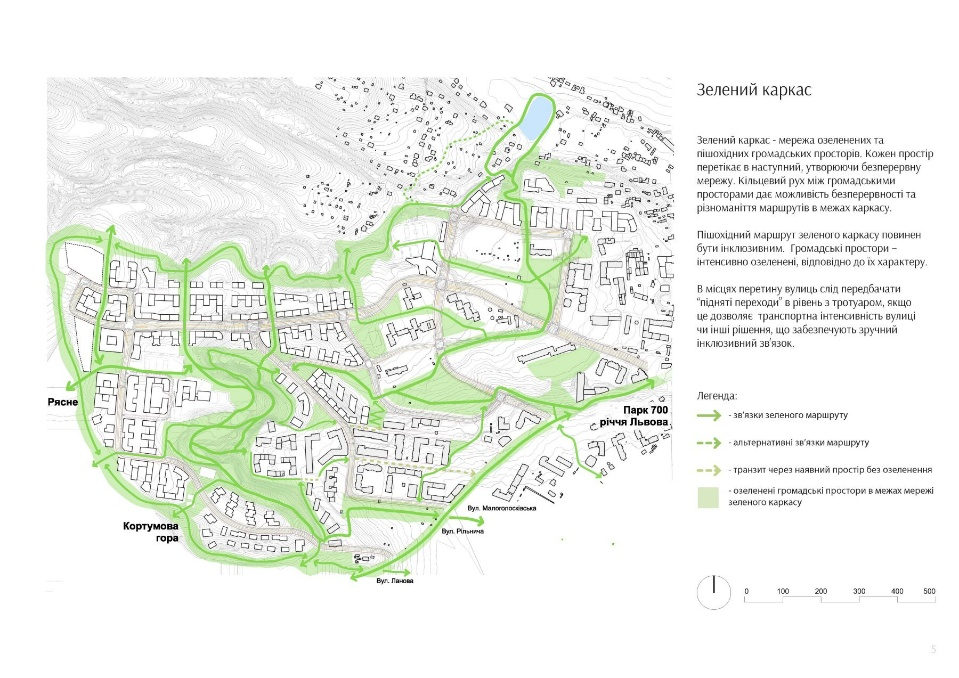 Зелений каркас
Зелений каркас - мережа озеленених та
пішохідних громадських просторів. Кожен простір
перетікає в наступний, утворюючи безперервну
мережу. Кільцевий рух між громадськими
просторами дає можливість безперервності та
різноманіття маршрутів в межах каркасу.
Пішохідний маршрут зеленого каркасу повинен
бути інклюзивним. Громадські простори –
інтенсивно озеленені, відповідно до їх характеру.
В місцях перетину вулиць слід передбачати
“підняті переходи” в рівень з тротуаром, якщо
це дозволяє транспортна інтенсивність вулиці
чи інші рішення, що забезпечують зручний
інклюзивний зв'язок.
Легенда:
- зв'язки зеленого маршруту
- альтернативні зв'язки маршруту
- транзит через наявний простір без озеленення
- озеленені громадські простори в межах мережі
зеленого каркасу
Рясне
Парк 700
річчя Львова
Кортумова
гора
Вул. Малоголосківська
Вул. Рільнича
Вул. Ланова
0 100 200 300 400 500
5